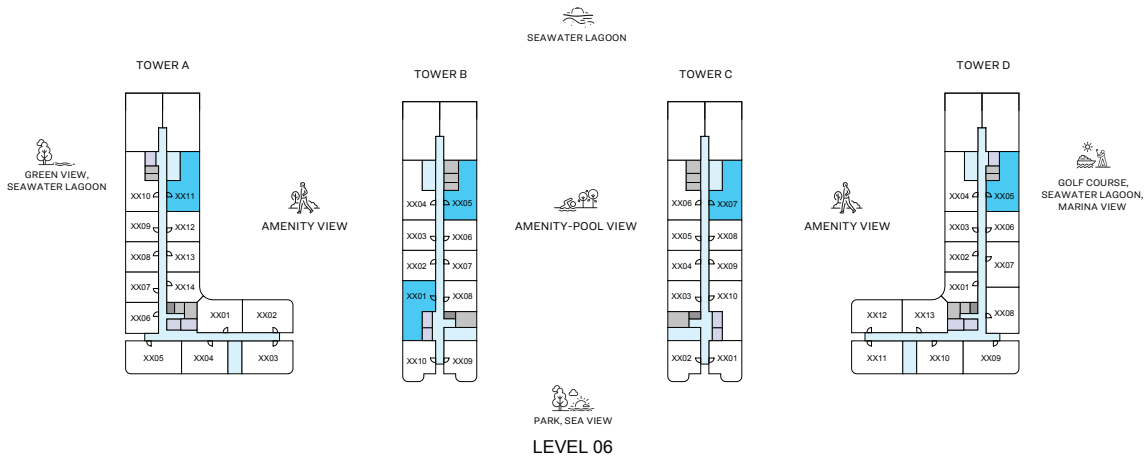 SEAWATER LAGOON
TOWER A
TOWER B
TOWER C
TOWER D
GREEN VIEW,
SEAWATER LAGOON
AMENITY VIEW
AMENITY-POOL VIEW
AMENITY VIEW
GOLF COURSE,
SEAWATER LAGOON,
MARINA VIEW
XX10
XX11
XX09
XX12
XX08
XX13
XX07
XX14
XX06
XX01
XX02
XX05
XX04
XX03
XX04
XX05
XX03
XX06
XX02
XX07
XX01
XX08
XX10
XX09
XX06
XX07
XX05
XX08
XX04
XX09
XX03
XX10
XX02
XX01
XX04
XX05
XX03
XX06
XX02
XX07
XX01
XX08
XX12
XX13
XX11
XX10
XX09
PARK, SEA VIEW
LEVEL 06